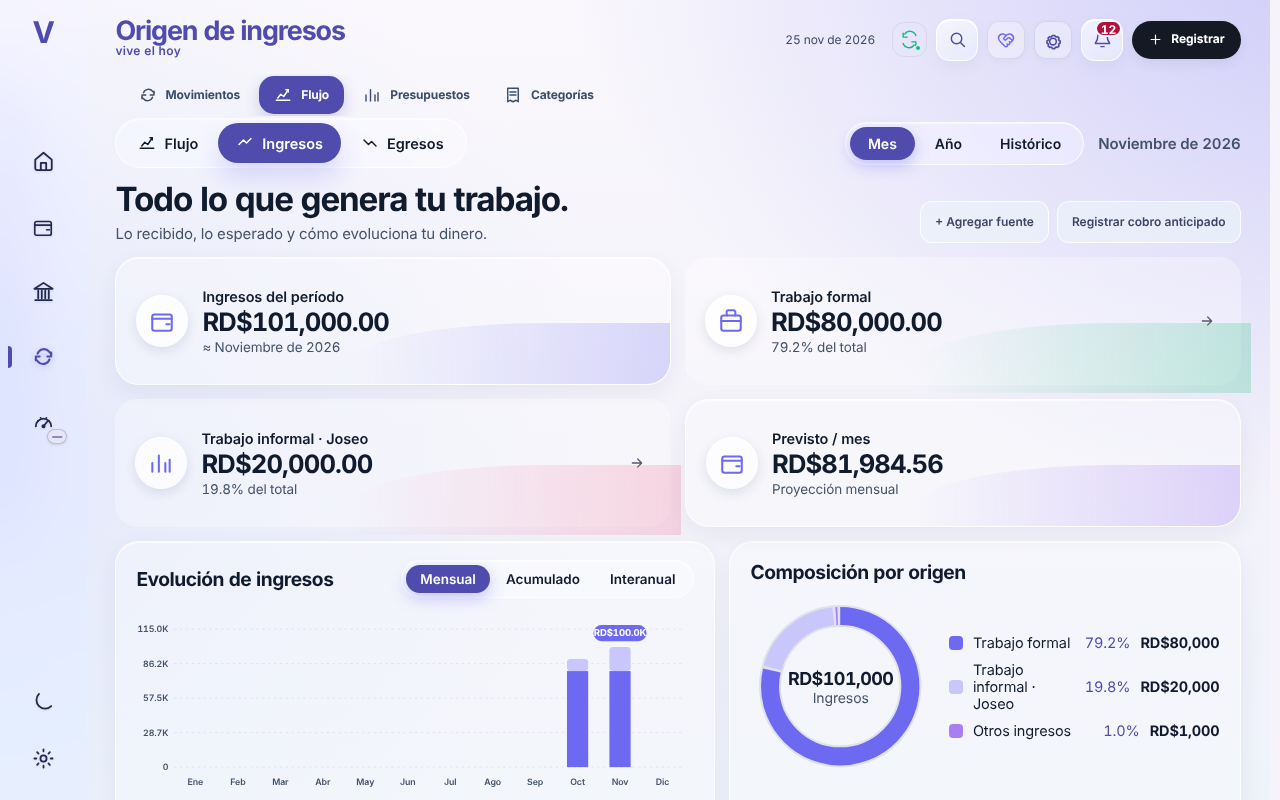 V
Origen de ingresos
vive el hoy
25 nov de 2026
12
+ Registrar
Movimientos
Flujo
Presupuestos
Categorías
Flujo
Ingresos
Egresos
Mes
Año
Histórico
Noviembre de 2026
Todo lo que genera tu trabajo.
Lo recibido, lo esperado y cómo evoluciona tu dinero.
+ Agregar fuente
Registrar cobro anticipado
Ingresos del período
RD$101,000.00
≈ Noviembre de 2026
Trabajo formal
RD$80,000.00
79.2% del total
→
Trabajo informal · Joseo
RD$20,000.00
19.8% del total
→
Previsto / mes
RD$81,984.56
Proyección mensual
Evolución de ingresos
Mensual
Acumulado
Interanual
115.0K
86.2K
57.5K
28.7K
0
RD$100.0K
Ene Feb Mar Abr May Jun Jul Ago Sep Oct Nov Dic
Composición por origen
RD$101,000
Ingresos
Trabajo formal 79.2% RD$80,000
Trabajo
informal · 19.8% RD$20,000
Joseo
Otros ingresos 1.0% RD$1,000